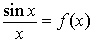 sin x / x = f(x)